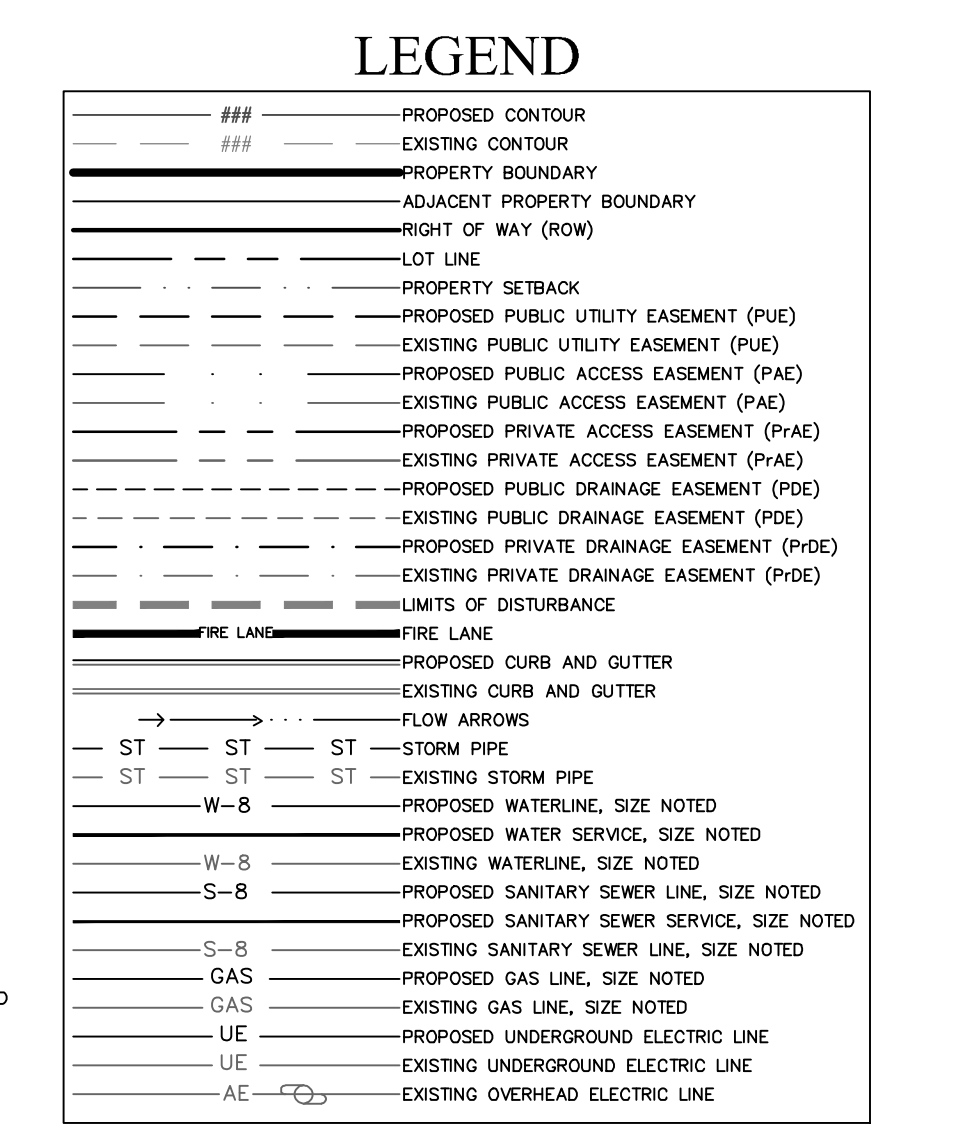 LEGEND
### PROPOSED CONTOUR
### EXISTING CONTOUR
PROPERTY BOUNDARY
ADJACENT PROPERTY BOUNDARY
RIGHT OF WAY (ROW)
LOT LINE
PROPERTY SETBACK
PROPOSED PUBLIC UTILITY EASEMENT (PUE)
EXISTING PUBLIC UTILITY EASEMENT (PUE)
PROPOSED PUBLIC ACCESS EASEMENT (PAE)
EXISTING PUBLIC ACCESS EASEMENT (PAE)
PROPOSED PRIVATE ACCESS EASEMENT (PrAE)
EXISTING PRIVATE ACCESS EASEMENT (PrAE)
PROPOSED PUBLIC DRAINAGE EASEMENT (PDE)
EXISTING PUBLIC DRAINAGE EASEMENT (PDE)
PROPOSED PRIVATE DRAINAGE EASEMENT (PrDE)
EXISTING PRIVATE DRAINAGE EASEMENT (PrDE)
LIMITS OF DISTURBANCE
FIRE LANE FIRE LANE
PROPOSED CURB AND GUTTER
EXISTING CURB AND GUTTER
FLOW ARROWS
ST ST ST STORM PIPE
ST ST ST EXISTING STORM PIPE
W-8 PROPOSED WATERLINE, SIZE NOTED
PROPOSED WATER SERVICE, SIZE NOTED
W-8 EXISTING WATERLINE, SIZE NOTED
S-8 PROPOSED SANITARY SEWER LINE, SIZE NOTED
PROPOSED SANITARY SEWER SERVICE, SIZE NOTED
S-8 EXISTING SANITARY SEWER LINE, SIZE NOTED
GAS PROPOSED GAS LINE, SIZE NOTED
GAS EXISTING GAS LINE, SIZE NOTED
UE PROPOSED UNDERGROUND ELECTRIC LINE
UE EXISTING UNDERGROUND ELECTRIC LINE
AE EXISTING OVERHEAD ELECTRIC LINE